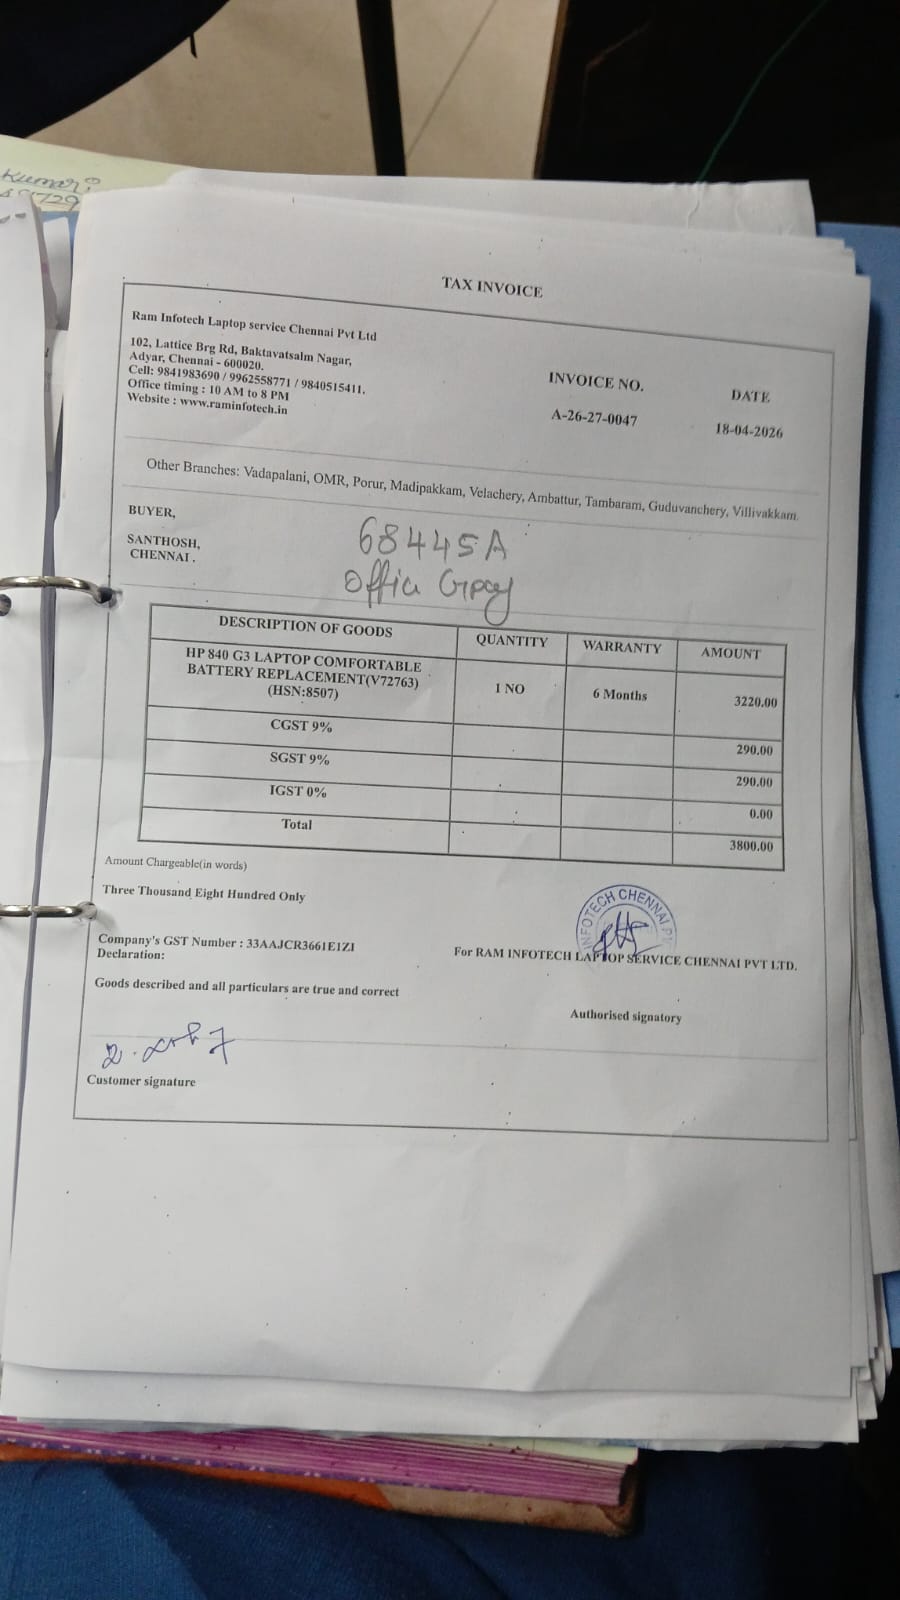 Kumar
TAX INVOICE
Ram Infotech Laptop service Chennai Pvt Ltd
102, Lattice Brg Rd, Baktavatsalm Nagar,
Adyar, Chennai - 600020.
Cell: 9841983690 / 9962558771 / 9840515411.
Office timing : 10 AM to 8 PM
Website : www.raminfotech.in
INVOICE NO. DATE
A-26-27-0047 18-04-2026
Other Branches: Vadapalani, OMR, Porur, Madipakkam, Velachery, Ambattur, Tambaram, Guduvanchery, Villivakkam.
BUYER,
SANTHOSH,
CHENNAI.
68445A
Office Gpay
DESCRIPTION OF GOODS QUANTITY WARRANTY AMOUNT
HP 840 G3 LAPTOP COMFORTABLE
BATTERY REPLACEMENT(V72763)
(HSN:8507) 1 NO 6 Months 3220.00
CGST 9% 290.00
SGST 9% 290.00
IGST 0% 0.00
Total 3800.00
Amount Chargeable(in words)
Three Thousand Eight Hundred Only
INFOTECH CHENNAI
Company's GST Number : 33AAJCR3661E1ZI
Declaration:
For RAM INFOTECH LAPTOP SERVICE CHENNAI PVT LTD.
Goods described and all particulars are true and correct
Authorised signatory
Customer signature